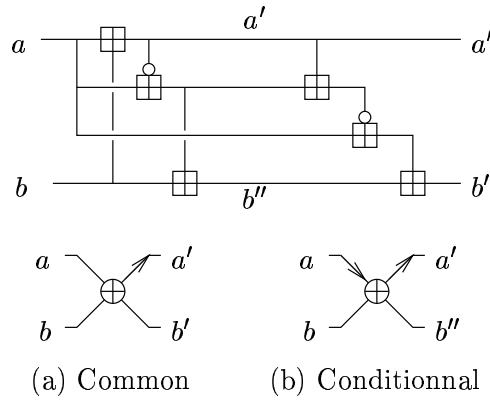 a′
a a′
b b′
b″
a a′ a a′
b b′ b b″
(a) Common (b) Conditionnal